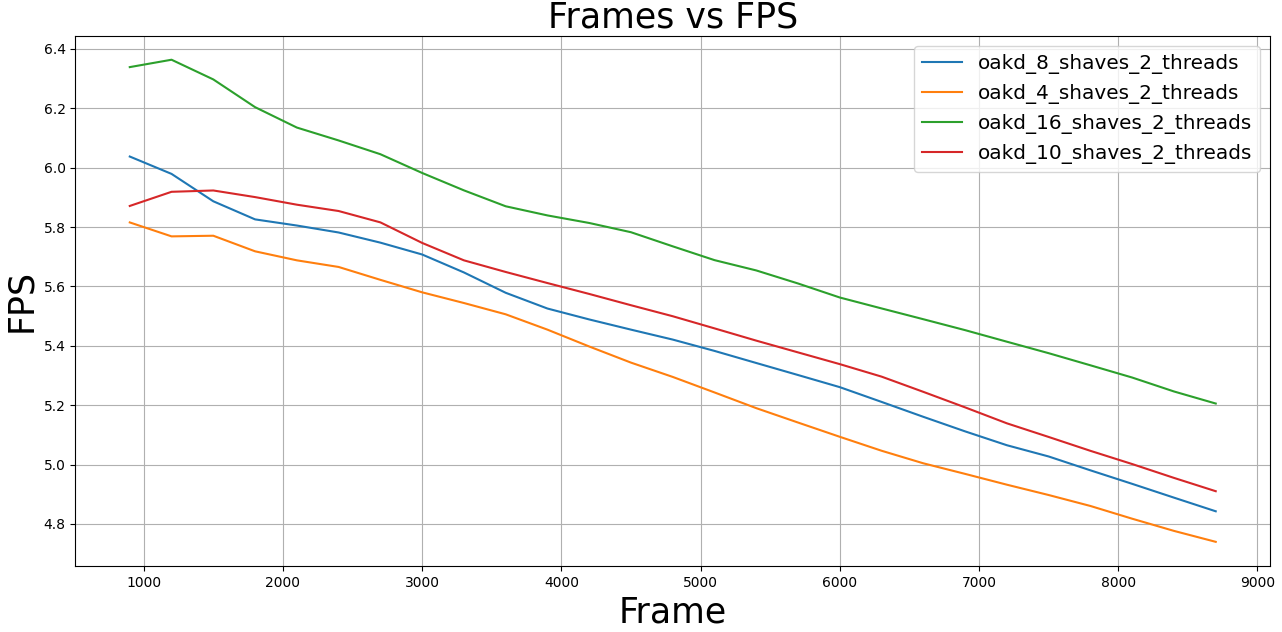 Frames vs FPS
oakd_8_shaves_2_threads
oakd_4_shaves_2_threads
oakd_16_shaves_2_threads
oakd_10_shaves_2_threads
FPS
6.4
6.2
6.0
5.8
5.6
5.4
5.2
5.0
4.8
1000 2000 3000 4000 5000 6000 7000 8000 9000
Frame